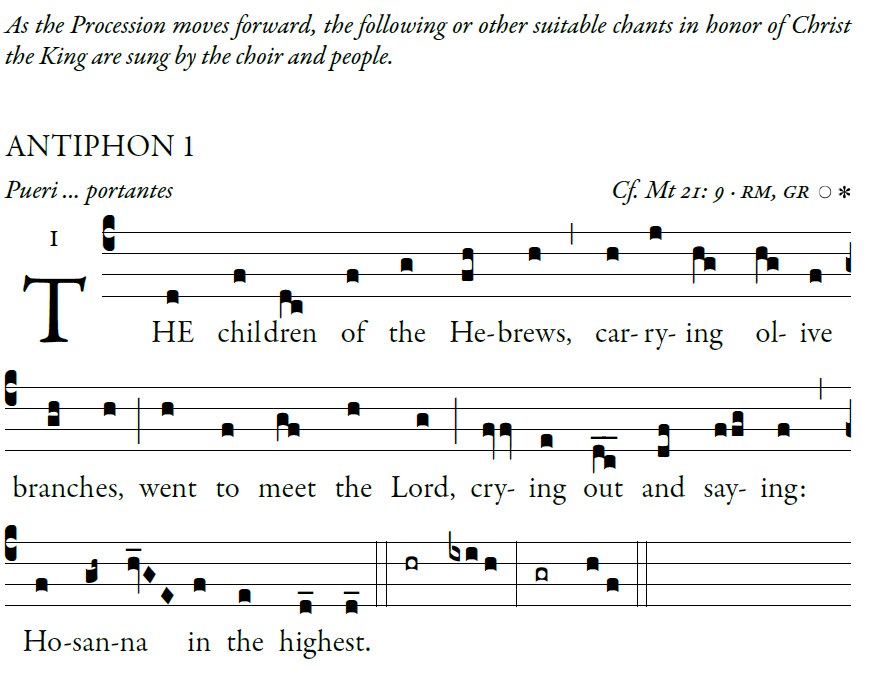 As the Procession moves forward, the following or other suitable chants in honor of Christ
the King are sung by the choir and people.
ANTIPHON 1
Pueri ... portantes Cf. Mt 21: 9 · RM, GR ○ *
I
THE children of the He-brews, car-ry- ing ol- ive
branches, went to meet the Lord, cry- ing out and say- ing:
Ho-san-na in the highest.